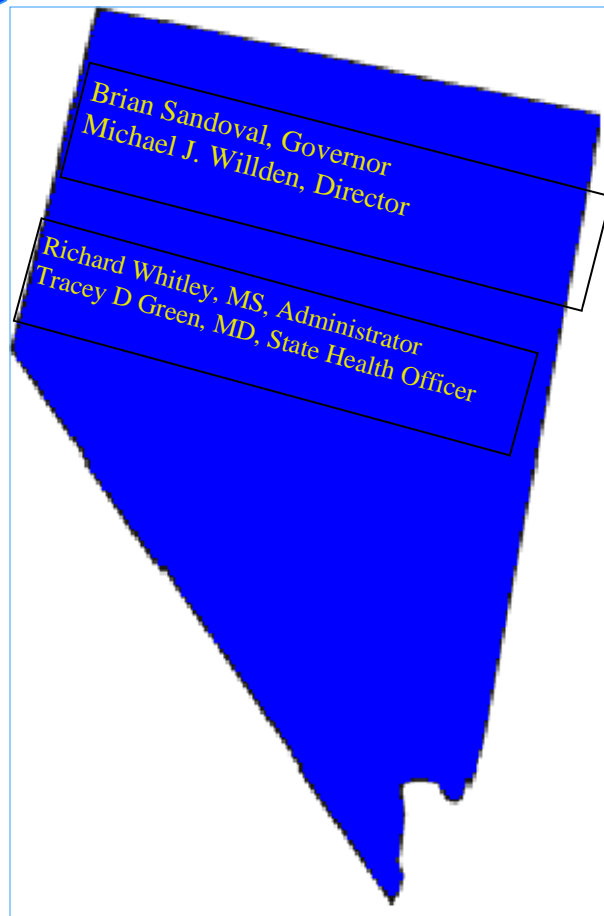 Brian Sandoval, Governor
Michael J. Willden, Director
Richard Whitley, MS, Administrator
Tracey D Green, MD, State Health Officer